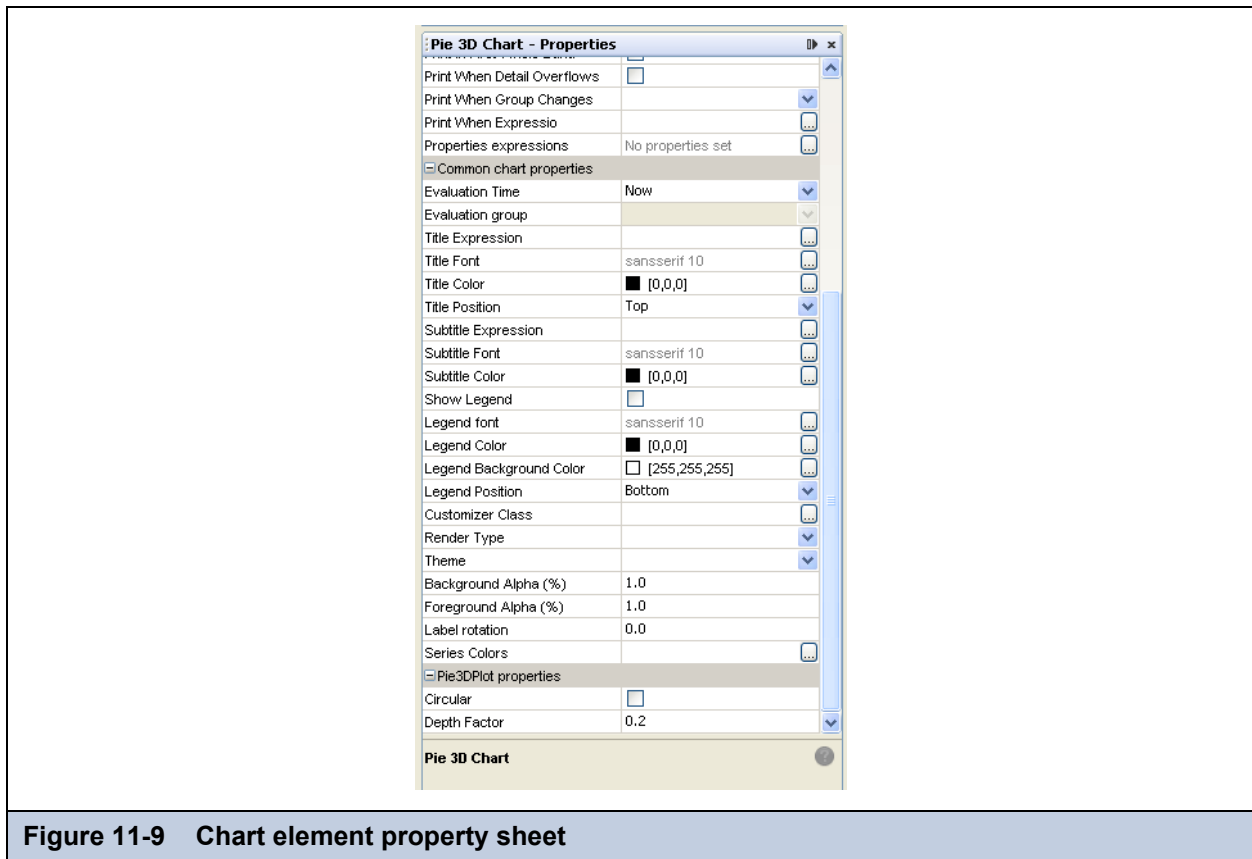 Pie 3D Chart - Properties
Print When Detail Overflows
Print When Group Changes
Print When Expressio ...
Properties expressions No properties set ...
Common chart properties
Evaluation Time Now
Evaluation group
Title Expression ...
Title Font sansserif 10 ...
Title Color [0,0,0] ...
Title Position Top
Subtitle Expression ...
Subtitle Font sansserif 10 ...
Subtitle Color [0,0,0] ...
Show Legend
Legend font sansserif 10 ...
Legend Color [0,0,0] ...
Legend Background Color [255,255,255] ...
Legend Position Bottom
Customizer Class ...
Render Type
Theme
Background Alpha (%) 1.0
Foreground Alpha (%) 1.0
Label rotation 0.0
Series Colors ...
Pie3DPlot properties
Circular
Depth Factor 0.2
Pie 3D Chart ?
Figure 11-9 Chart element property sheet